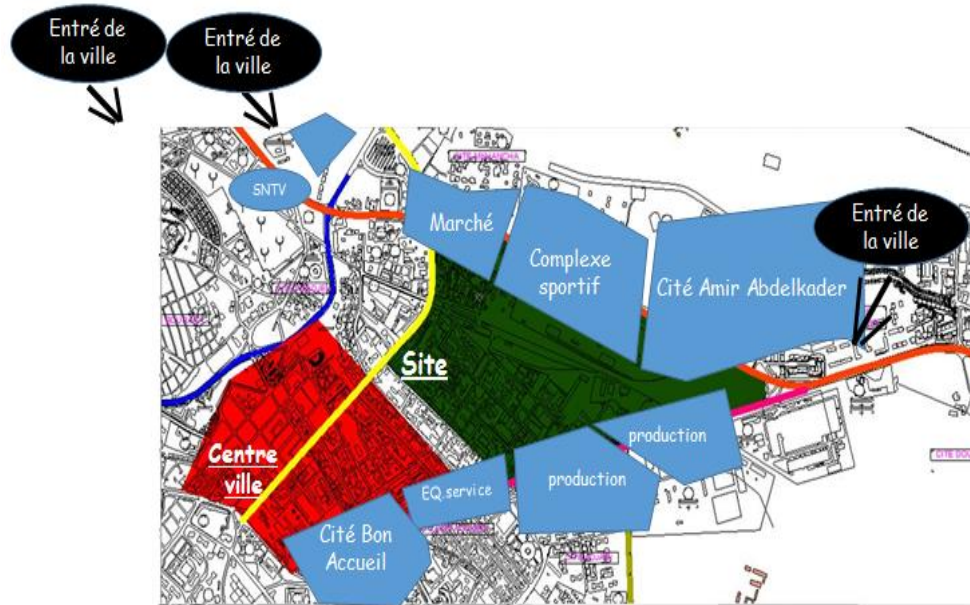 Entré de
la ville
Entré de
la ville
SNTV
Marché
Complexe
sportif
Cité Amir Abdelkader
Entré de
la ville
Site
Centre
ville
EQ.service
production
production
Cité Bon
Accueil